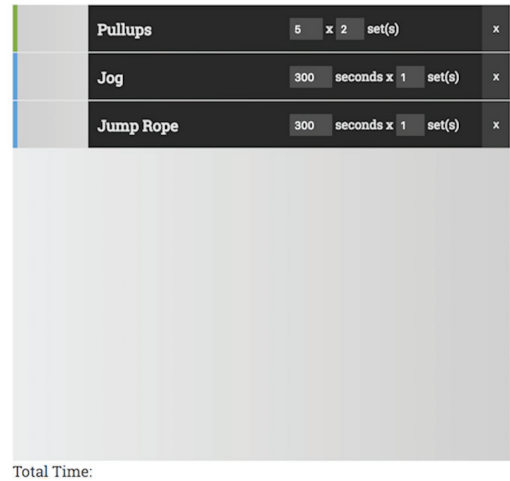 Pullups 5 x 2 set(s) x
Jog 300 seconds x 1 set(s) x
Jump Rope 300 seconds x 1 set(s) x
Total Time: